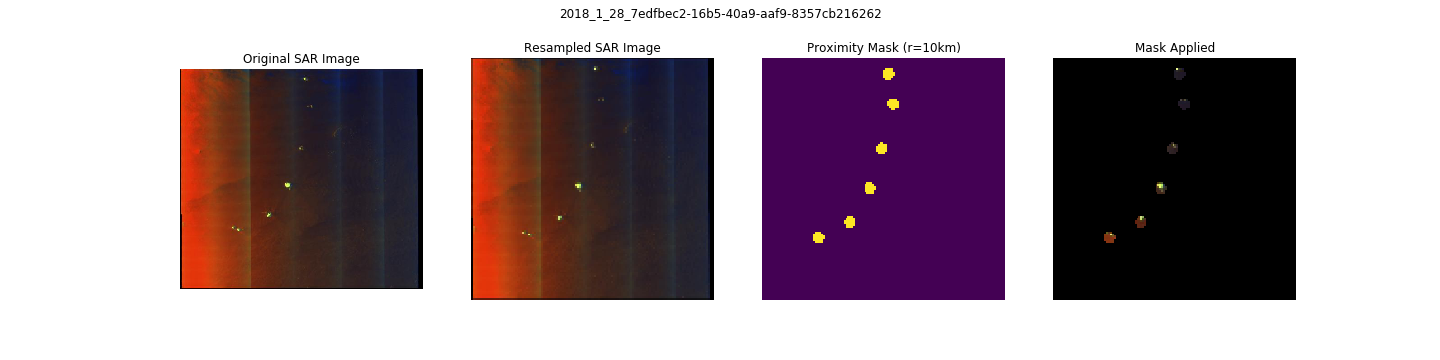 2018_1_28_7edfbec2-16b5-40a9-aaf9-8357cb216262
Original SAR Image
Resampled SAR Image
Proximity Mask (r=10km)
Mask Applied